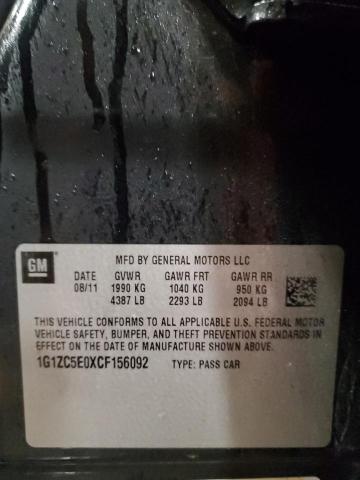 GM
MFD BY GENERAL MOTORS LLC
DATE GVWR GAWR FRT GAWR RR
08/11 1990 KG 1040 KG 950 KG
4387 LB 2293 LB 2094 LB
THIS VEHICLE CONFORMS TO ALL APPLICABLE U.S. FEDERAL MOTOR
VEHICLE SAFETY, BUMPER, AND THEFT PREVENTION STANDARDS IN
EFFECT ON THE DATE OF MANUFACTURE SHOWN ABOVE.
1G1ZC5E0XCF156092 TYPE: PASS CAR